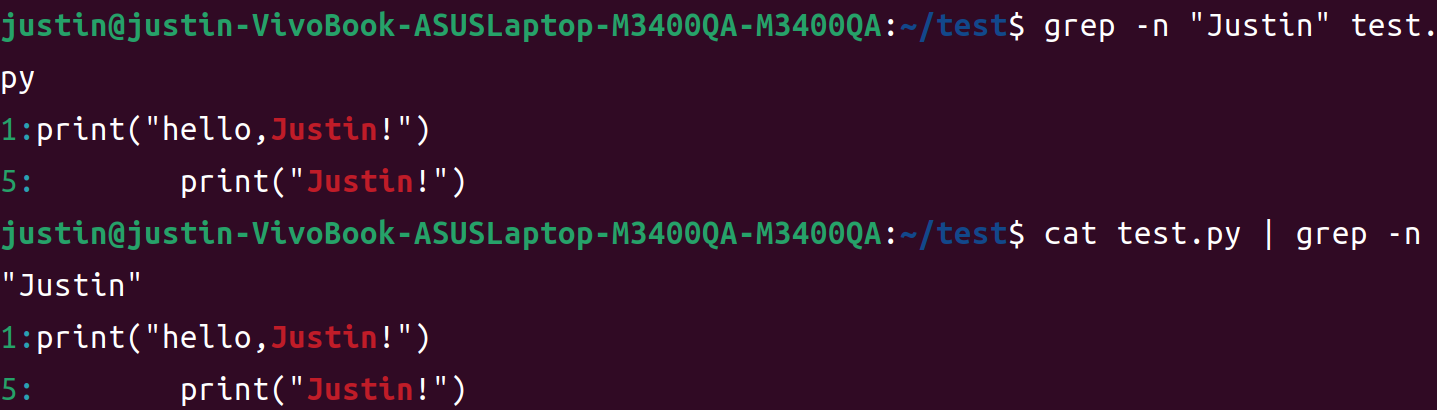 justin@justin-VivoBook-ASUSLaptop-M3400QA-M3400QA:~/test$ grep -n "Justin" test.
py
1:print("hello,Justin!")
5:        print("Justin!")
justin@justin-VivoBook-ASUSLaptop-M3400QA-M3400QA:~/test$ cat test.py | grep -n
"Justin"
1:print("hello,Justin!")
5:        print("Justin!")